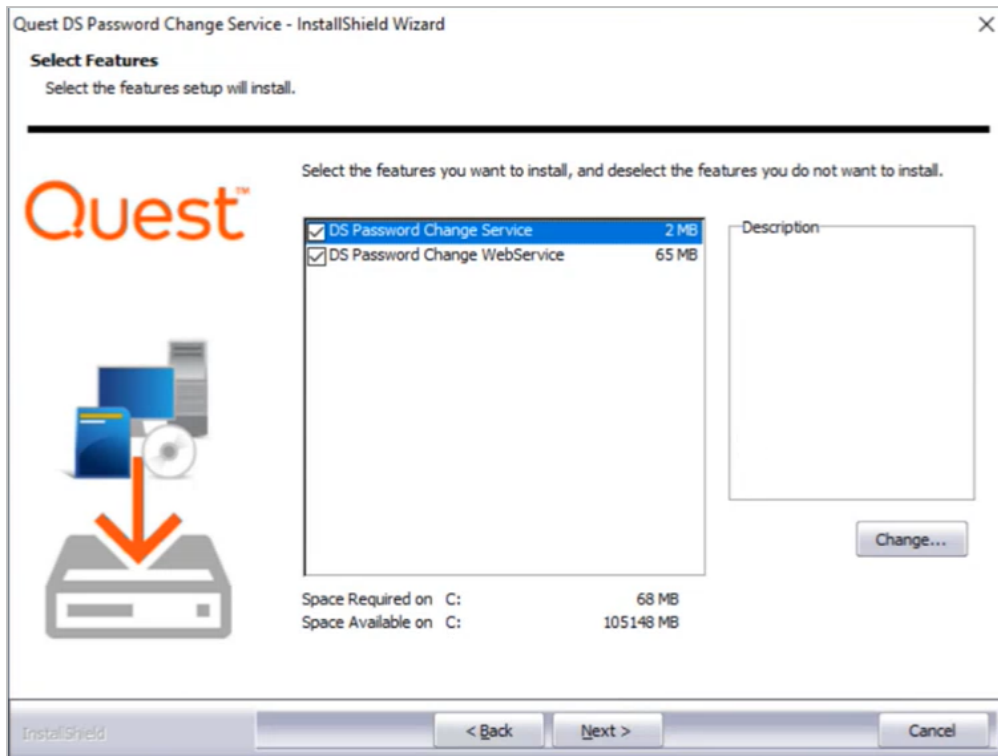 Quest DS Password Change Service - InstallShield Wizard
Select Features
Select the features setup will install.
Select the features you want to install, and deselect the features you do not want to install.
Quest™
DS Password Change Service 2 MB
DS Password Change WebService 65 MB
Description
Change...
Space Required on C: 68 MB
Space Available on C: 105148 MB
InstallShield
< Back
Next >
Cancel